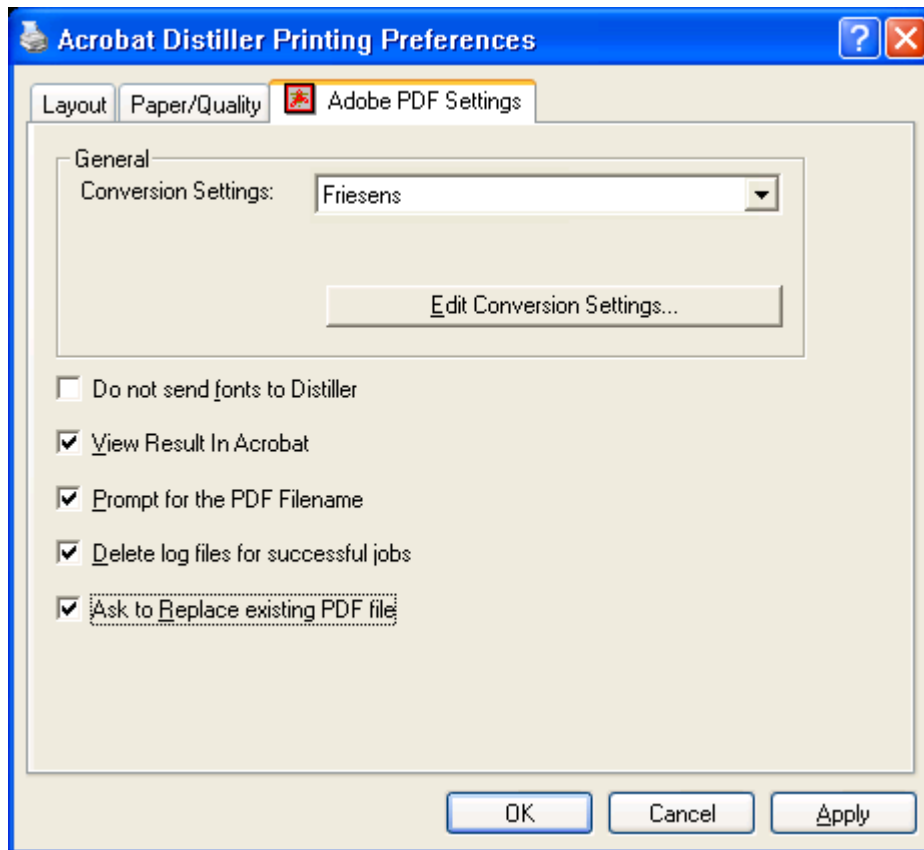 Acrobat Distiller Printing Preferences
Layout Paper/Quality Adobe PDF Settings
General
Conversion Settings: Friesens
Edit Conversion Settings...
Do not send fonts to Distiller
View Result In Acrobat
Prompt for the PDF Filename
Delete log files for successful jobs
Ask to Replace existing PDF file
OK Cancel Apply